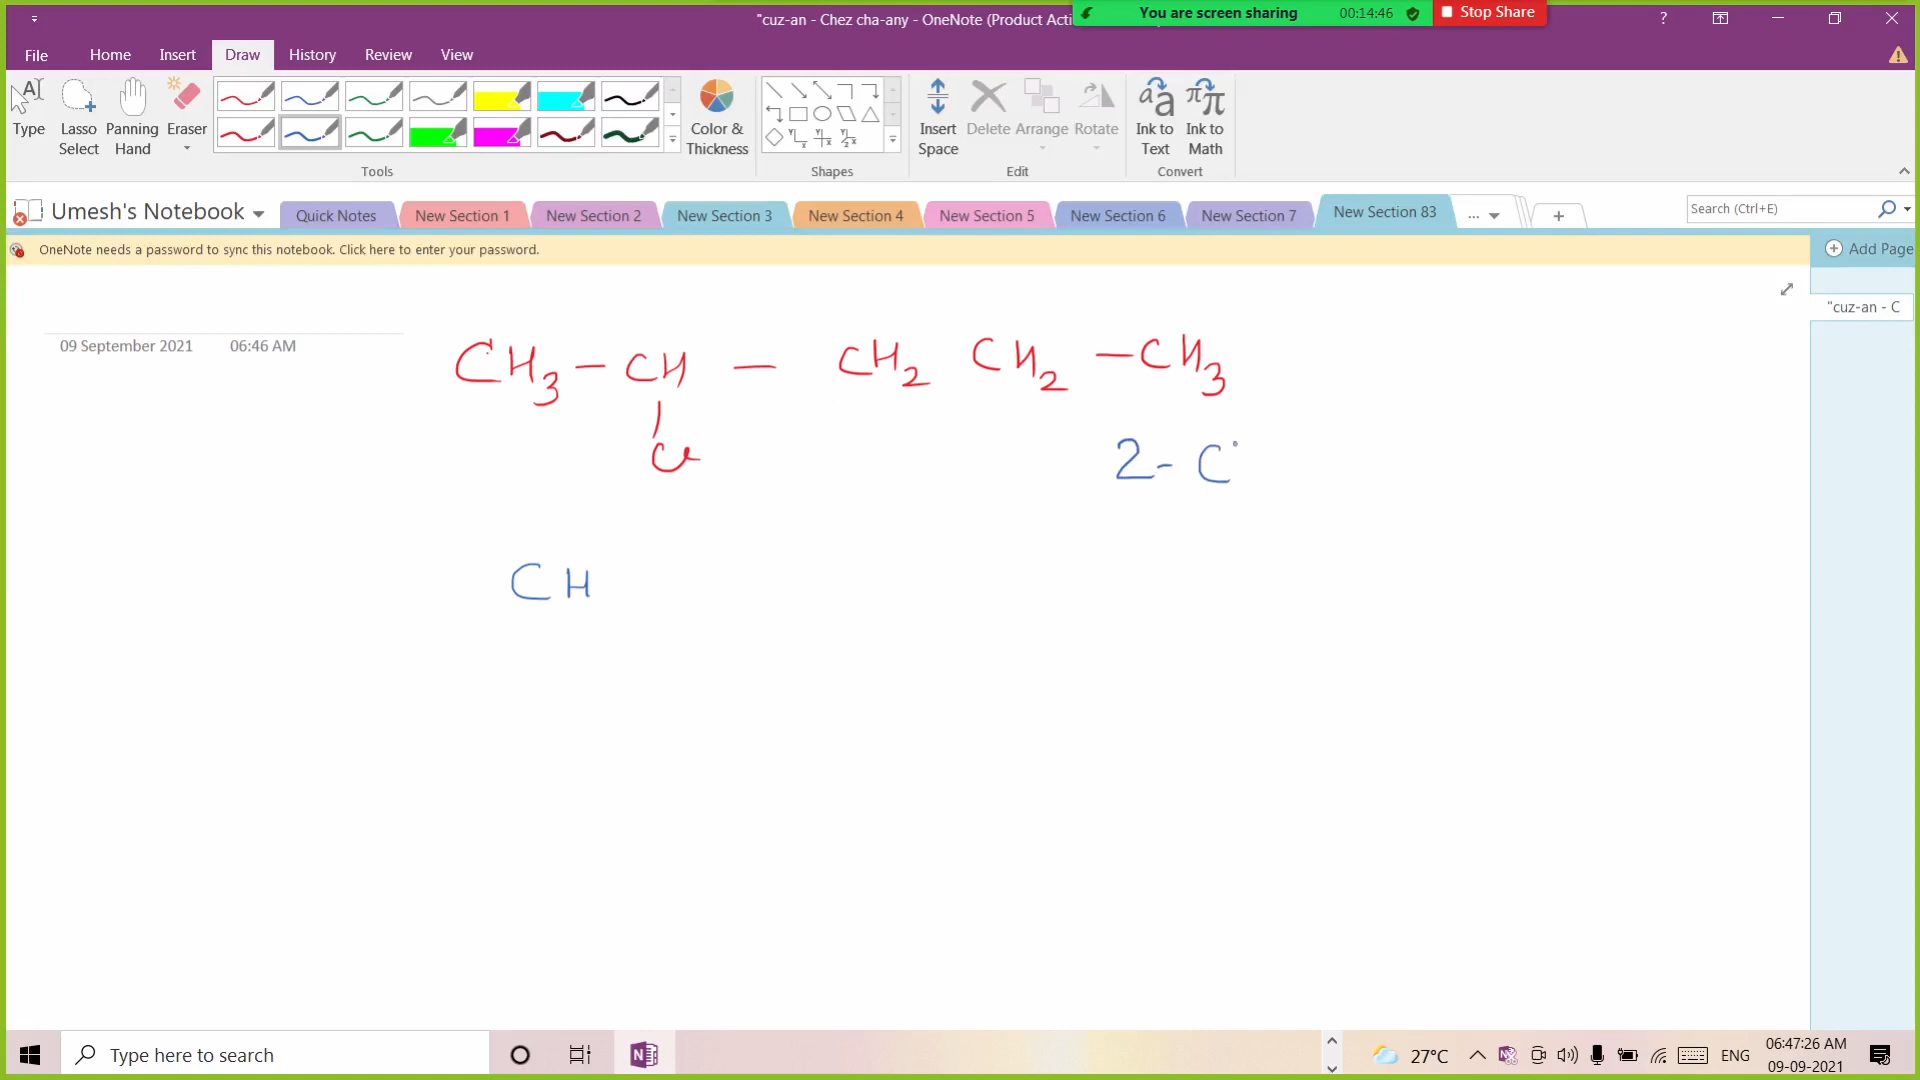 "cuz-an - Chez cha-any - OneNote (Product Acti
You are screen sharing 00:14:46 Stop Share
?
File Home Insert Draw History Review View
Type Lasso Select Panning Hand Eraser Color & Thickness Insert Space Delete Arrange Rotate Ink to Text Ink to Math
Tools Shapes Edit Convert
Umesh's Notebook Quick Notes New Section 1 New Section 2 New Section 3 New Section 4 New Section 5 New Section 6 New Section 7 New Section 83 ... Search (Ctrl+E)
OneNote needs a password to sync this notebook. Click here to enter your password. Add Page
"cuz-an - C
09 September 2021 06:46 AM
CH3 - CH - CH2 CH2 - CH3
Cl
2- C
CH
Type here to search 27°C ENG 06:47:26 AM
09-09-2021